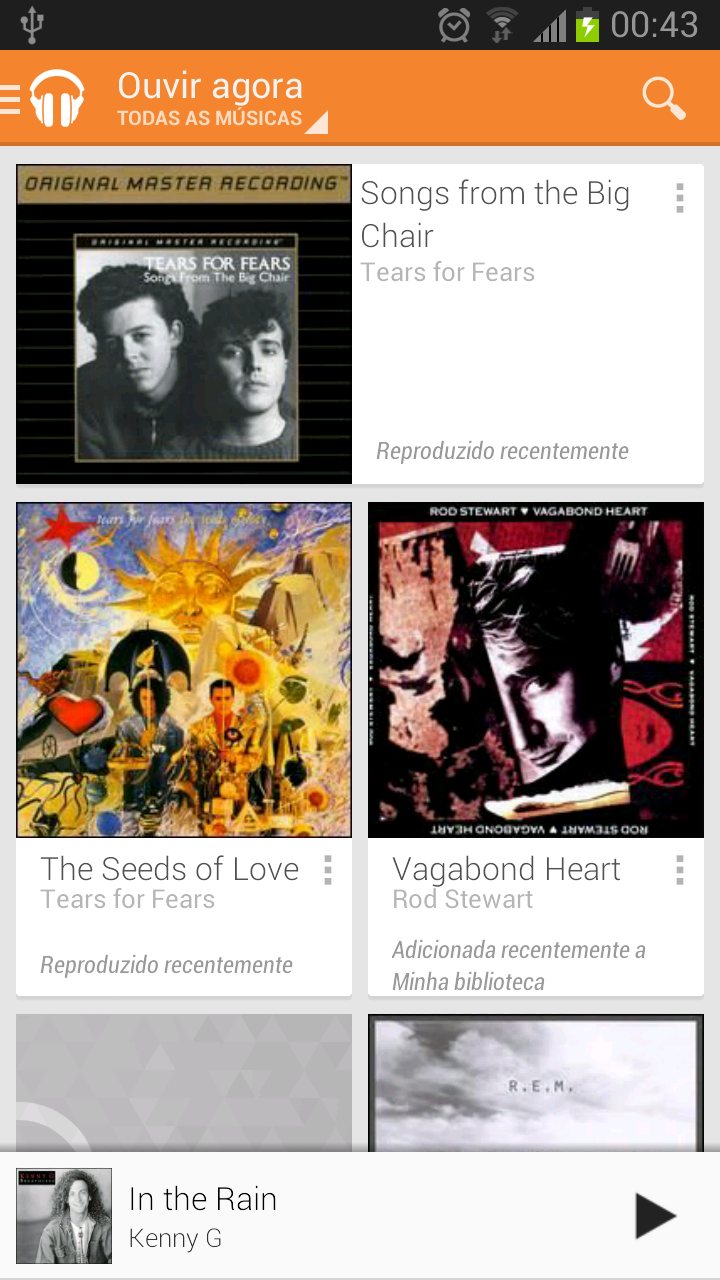 00:43
Ouvir agora
TODAS AS MÚSICAS
ORIGINAL MASTER RECORDING™
ORIGINAL MASTER RECORDING
TEARS FOR FEARS
Songs From The Big Chair
Songs from the Big
Chair
Tears for Fears
Reproduzido recentemente
tears for fears the seeds of love
ROD STEWART ♥ VAGABOND HEART
ROD STEWART ♥ VAGABOND HEART
ROD STEWART ♥ VAGABOND HEART
ROD STEWART ♥ VAGABOND HEART
The Seeds of Love
Tears for Fears
Reproduzido recentemente
Vagabond Heart
Rod Stewart
Adicionada recentemente a
Minha biblioteca
R.E.M.
KENNY G
In the Rain
Kenny G